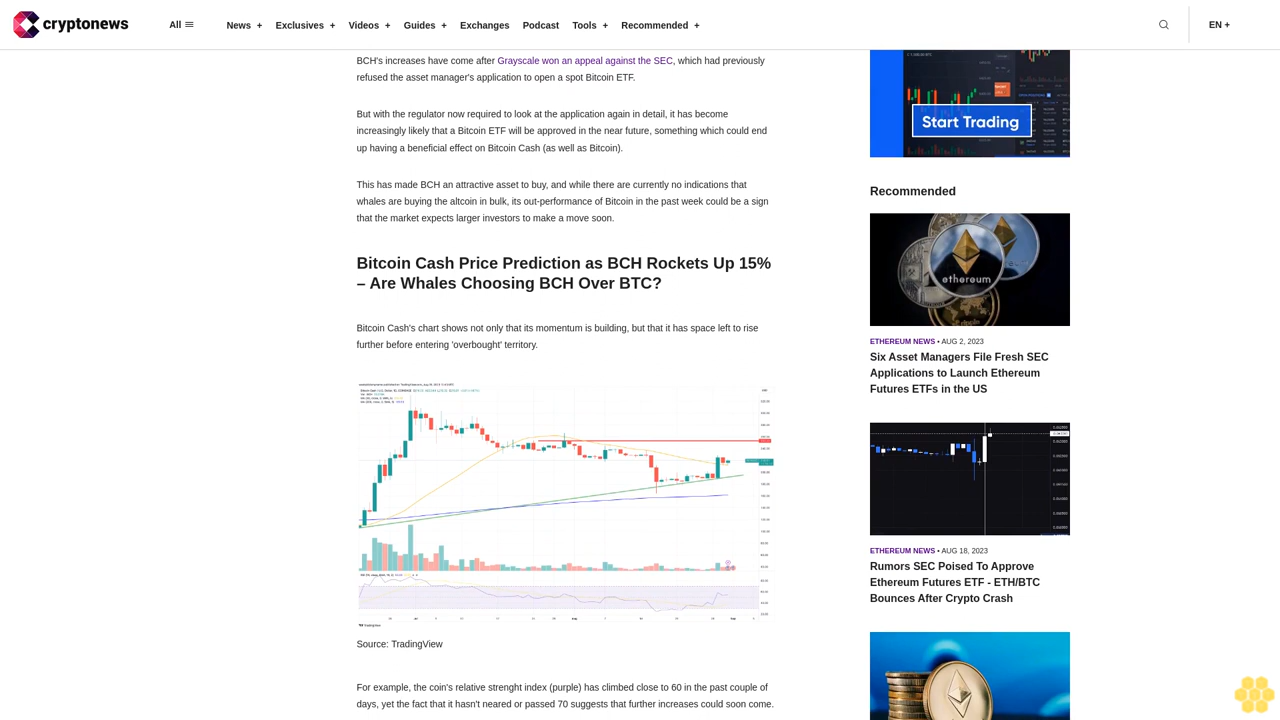 cryptonews
All
News +
Exclusives +
Videos +
Guides +
Exchanges
Podcast
Tools +
Recommended +
EN +
BCH's increases have come after Grayscale won an appeal against the SEC, which had previously
refused the asset manager's application to open a spot Bitcoin ETF.
But with the regulator now required to look at the application again in detail, it has become
increasingly likely that a Bitcoin ETF will be approved in the near future, something which could end
up having a beneficial effect on Bitcoin Cash (as well as Bitcoin).
This has made BCH an attractive asset to buy, and while there are currently no indications that
whales are buying the altcoin in bulk, its out-performance of Bitcoin in the past week could be a sign
that the market expects larger investors to make a move soon.
Bitcoin Cash Price Prediction as BCH Rockets Up 15%
– Are Whales Choosing BCH Over BTC?
Bitcoin Cash's chart shows not only that its momentum is building, but that it has space left to rise
further before entering 'overbought' territory.
Source: TradingView
For example, the coin's relative strenght index (purple) has climbed close to 60 in the past couple of
days, yet the fact that it hasn't neared or passed 70 suggests that further increases could soon come.
Start Trading
Recommended
ethereum
ETHEREUM NEWS • AUG 2, 2023
Six Asset Managers File Fresh SEC
Applications to Launch Ethereum
Futures ETFs in the US
ETHEREUM NEWS • AUG 18, 2023
Rumors SEC Poised To Approve
Ethereum Futures ETF - ETH/BTC
Bounces After Crypto Crash